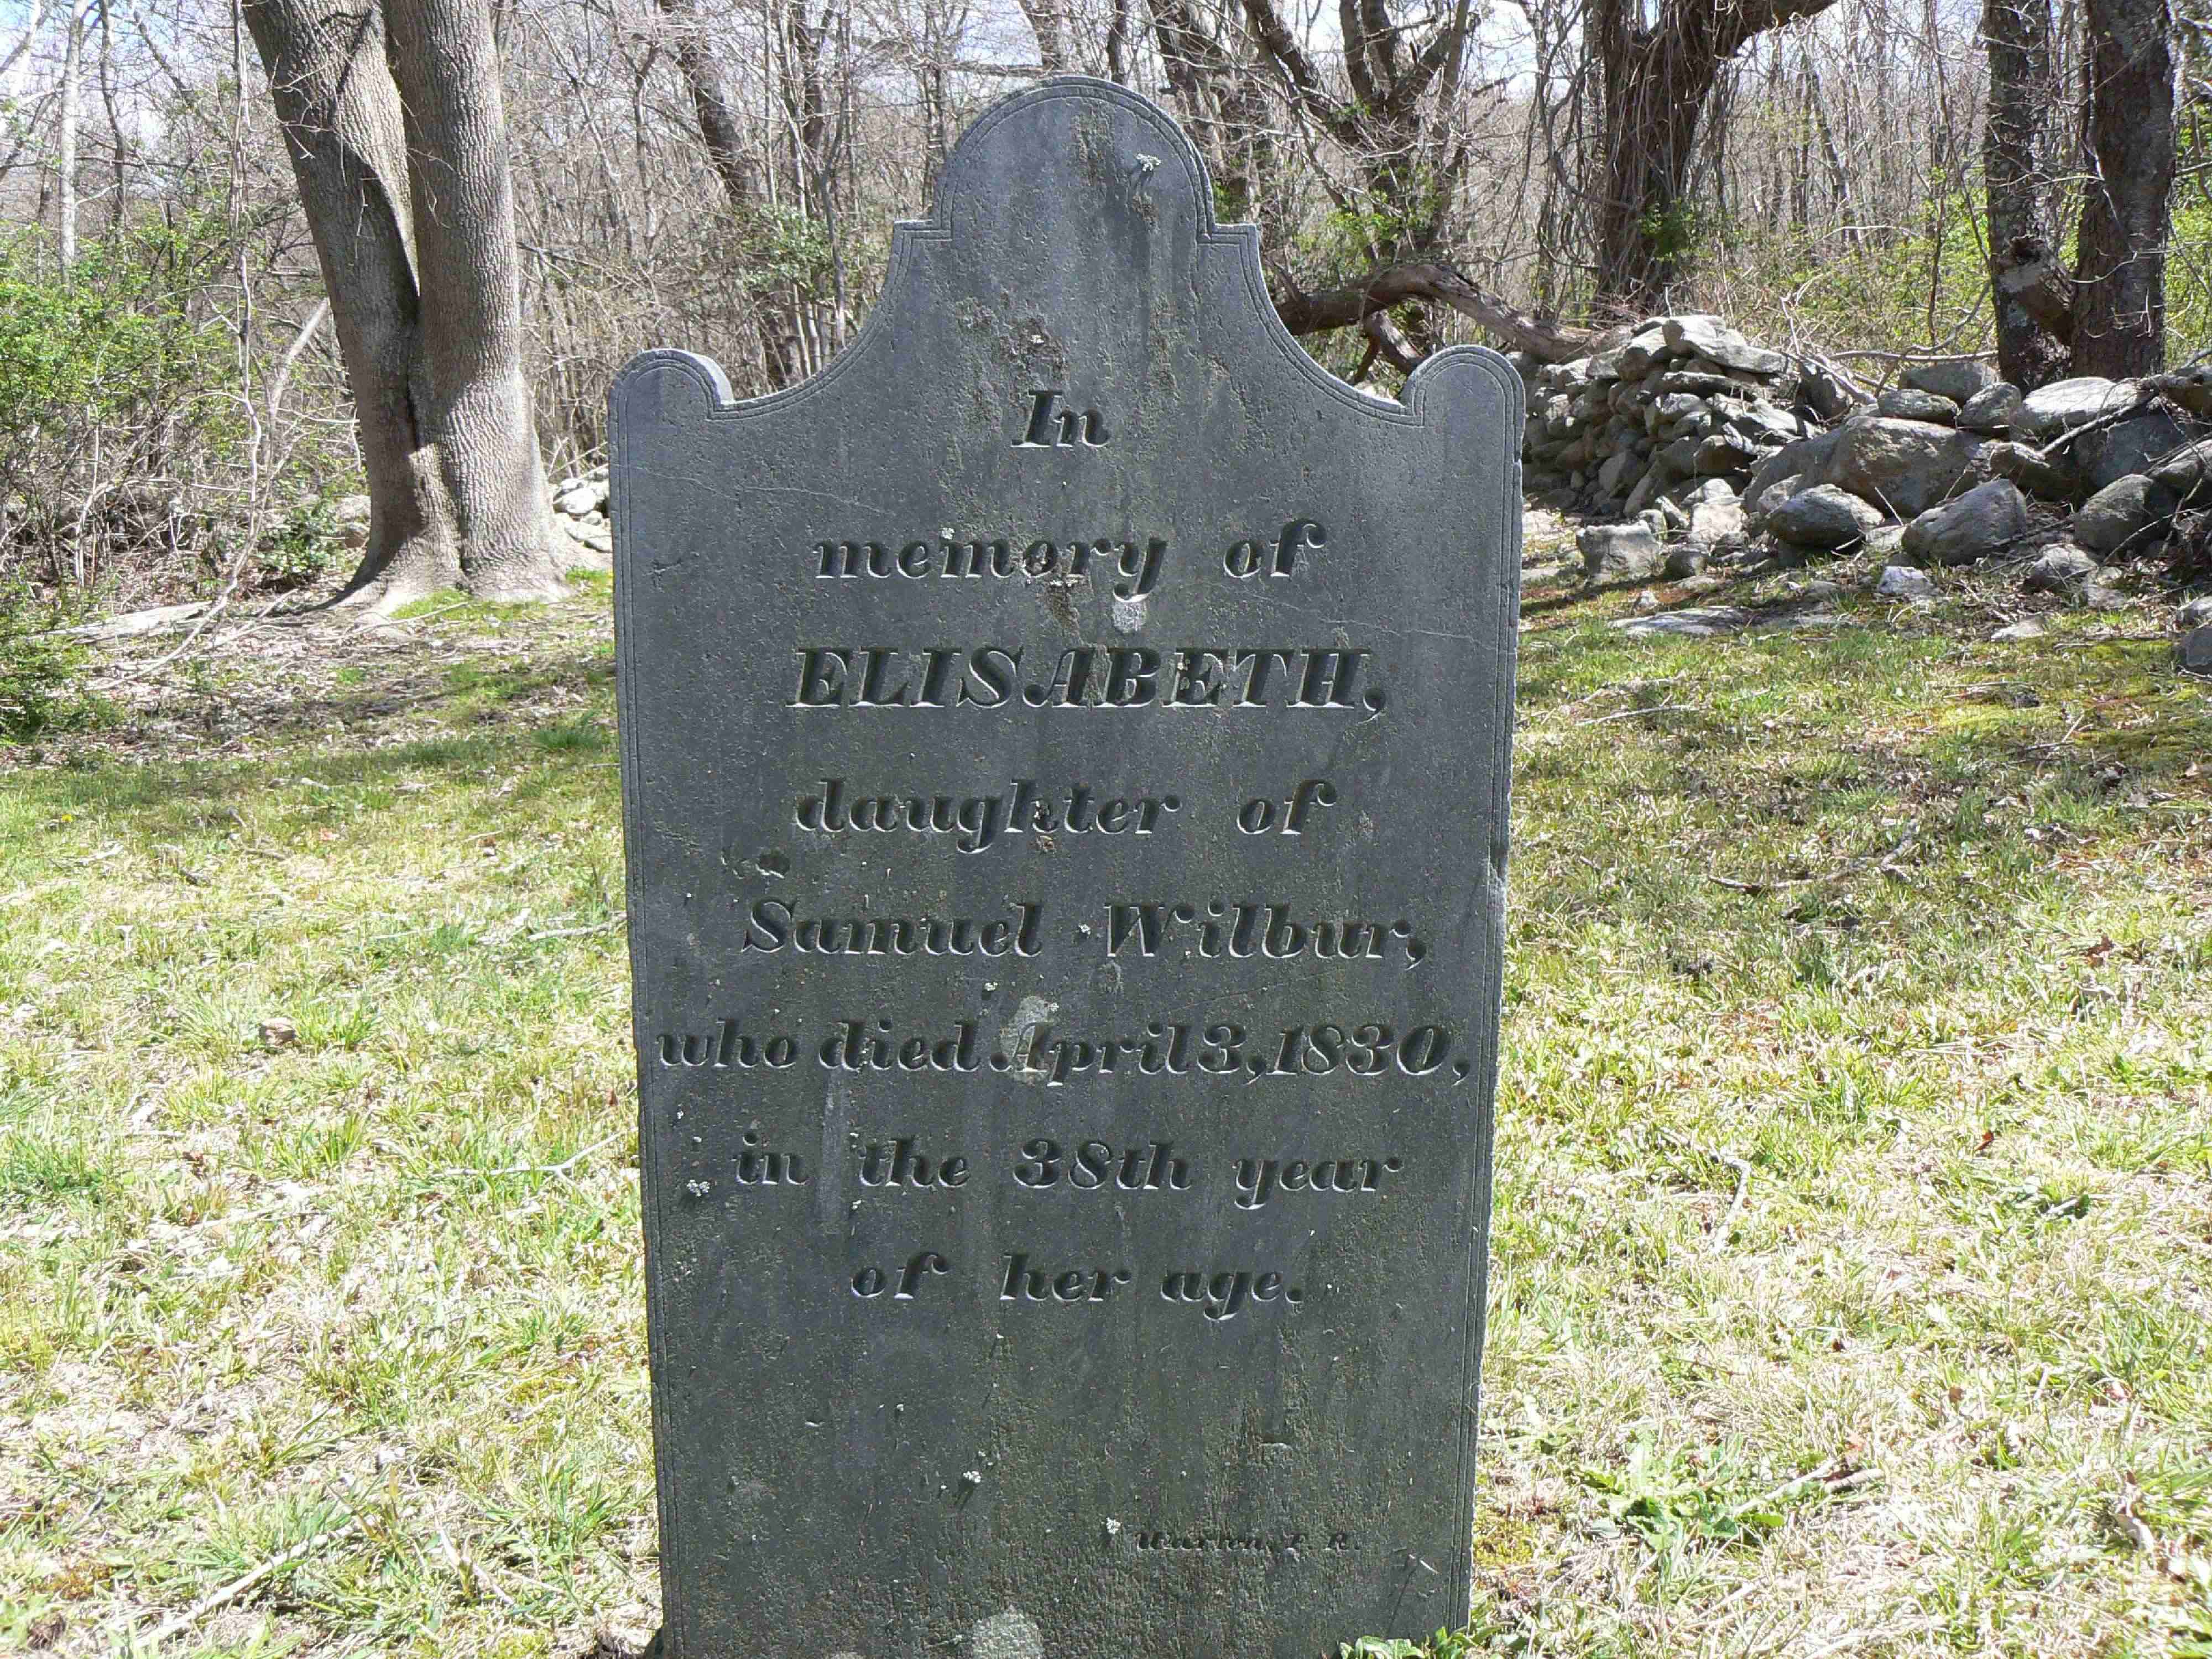 In
memory of
ELISABETH,
daughter of
Samuel Wilbur,
who died April 3, 1830,
in the 38th year
of her age.
Warren, F. R.